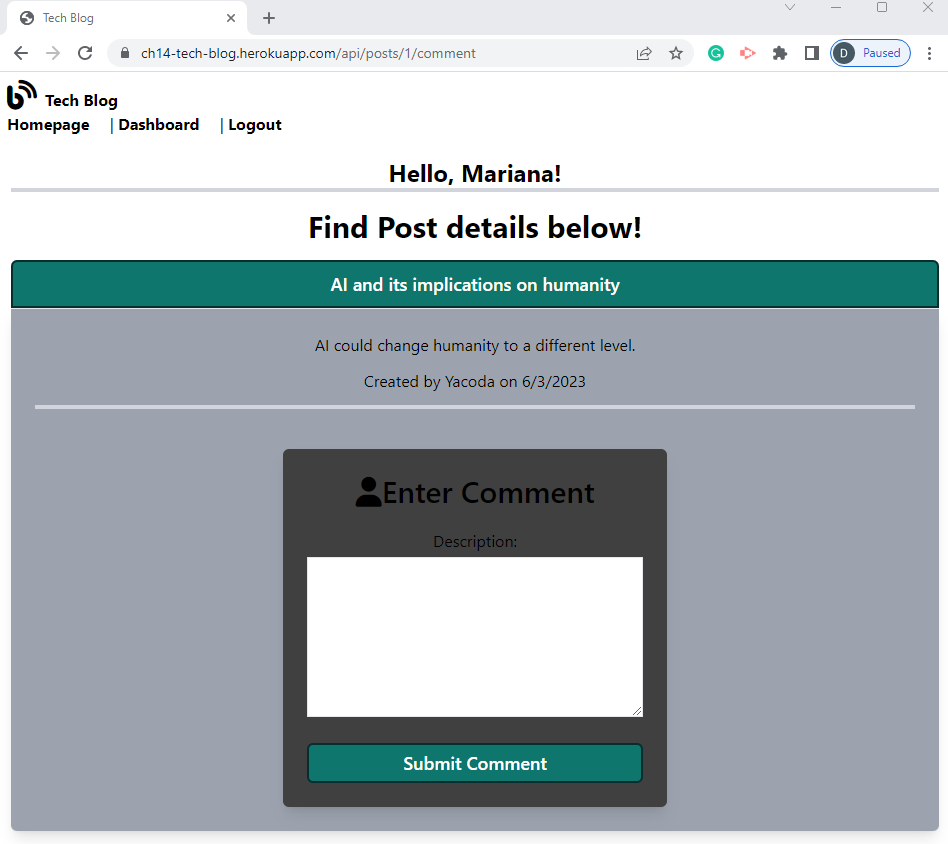 Tech Blog
ch14-tech-blog.herokuapp.com/api/posts/1/comment
D Paused
Tech Blog
Homepage | Dashboard | Logout
Hello, Mariana!
Find Post details below!
AI and its implications on humanity
AI could change humanity to a different level.
Created by Yacoda on 6/3/2023
Enter Comment
Description:
Submit Comment